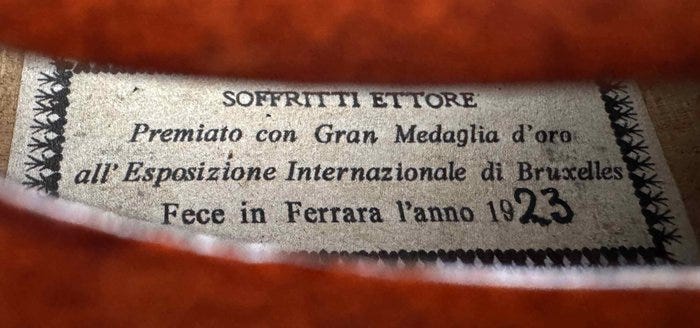 SOFFRITTI ETTORE
Premiato con Gran Medaglia d'oro
all'Esposizione Internazionale di Bruxelles
Fece in Ferrara l'anno 1923